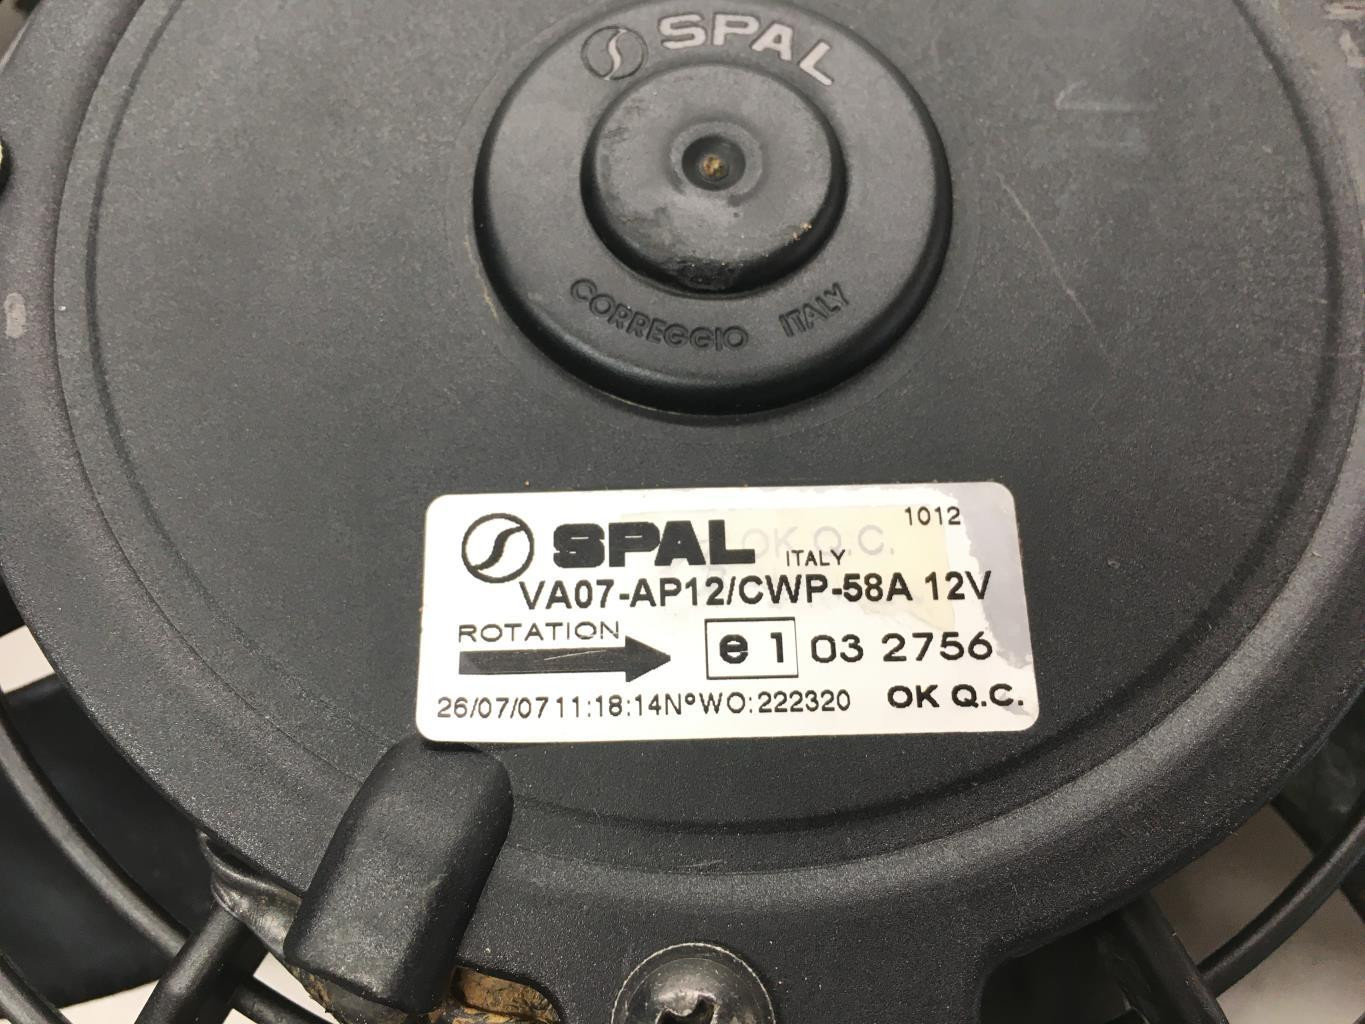 SPAL
CORREGGIO ITALY
SPAL ITALY OK Q.C. 1012
VA07-AP12/CWP-58A 12V
ROTATION
e1 03 2756
26/07/07 11:18:14 N°WO:222320 OK Q.C.